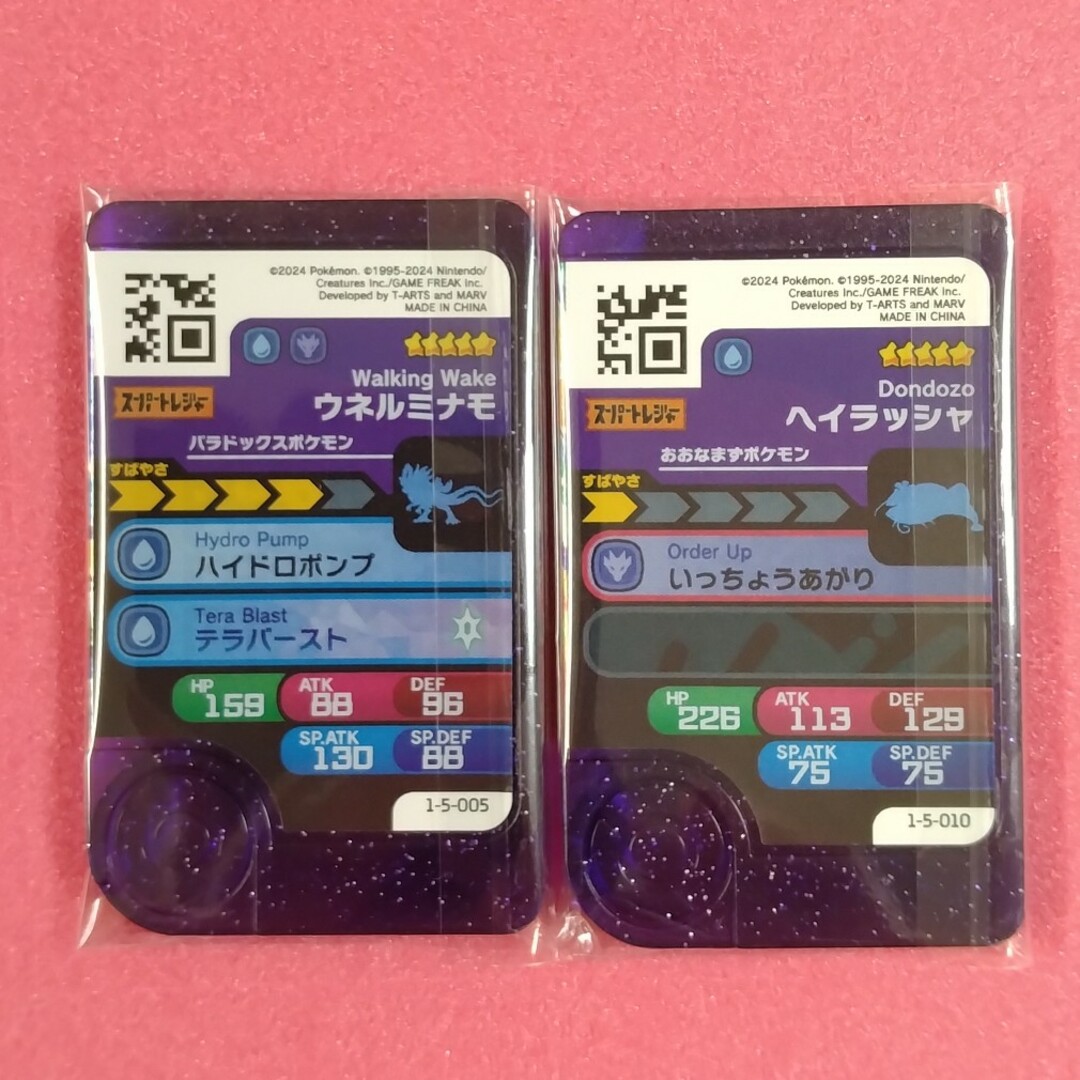 ©2024 Pokémon. ©1995-2024 Nintendo/
Creatures Inc./GAME FREAK inc.
Developed by T-ARTS and MARV
MADE IN CHINA
Walking Wake
スーパートレジャー
ウネルミナモ
パラドックスポケモン
すばやさ
Hydro Pump
ハイドロポンプ
Tera Blast
テラバースト
HP
159
ATK
88
DEF
96
SP.ATK
130
SP.DEF
88
1-5-005
©2024 Pokémon. ©1995-2024 Nintendo/
Creatures Inc./GAME FREAK inc.
Developed by T-ARTS and MARV
MADE IN CHINA
Dondozo
スーパートレジャー
ヘイラッシャ
おおなまずポケモン
すばやさ
Order Up
いっちょうあがり
HP
226
ATK
113
DEF
129
SP.ATK
75
SP.DEF
75
1-5-010